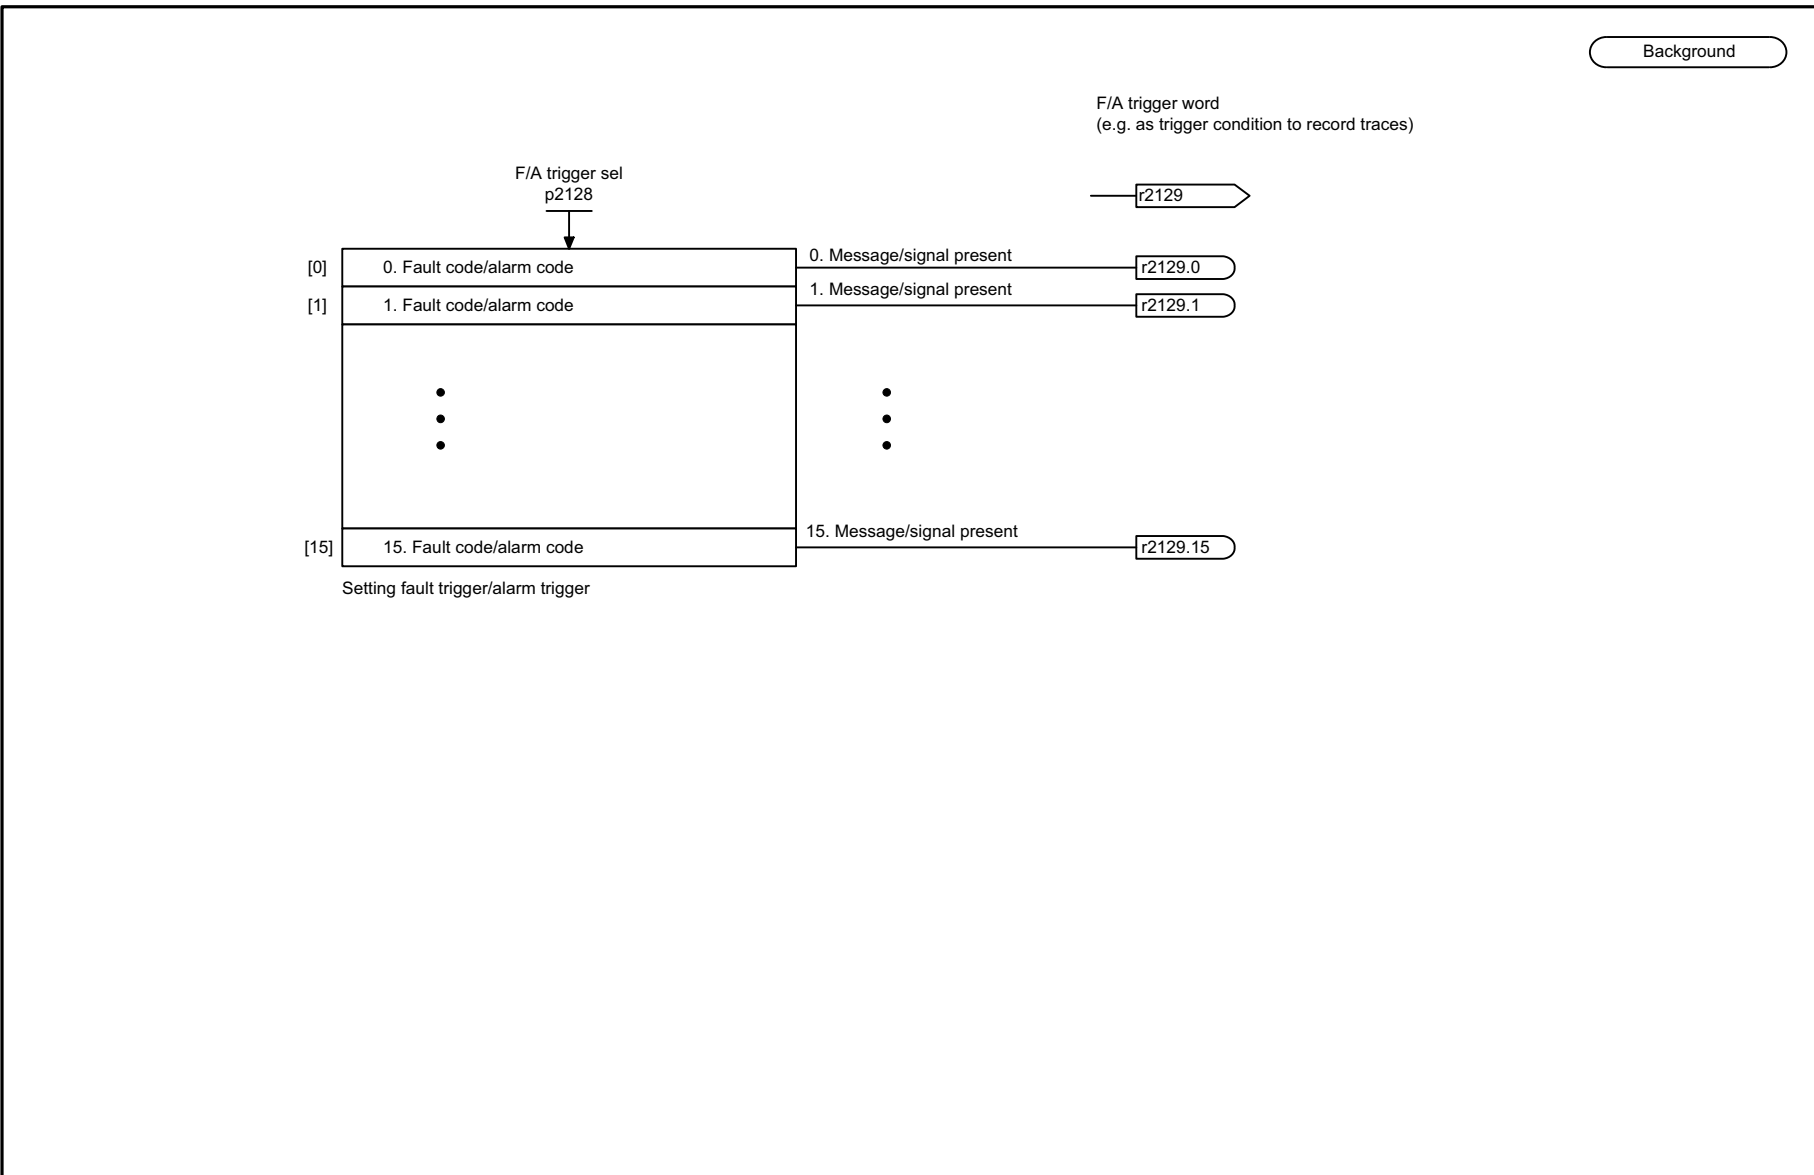 Background
F/A trigger word
(e.g. as trigger condition to record traces)
F/A trigger sel
p2128
r2129
[0] 0. Fault code/alarm code 0. Message/signal present r2129.0
[1] 1. Fault code/alarm code 1. Message/signal present r2129.1
[15] 15. Fault code/alarm code 15. Message/signal present r2129.15
Setting fault trigger/alarm trigger